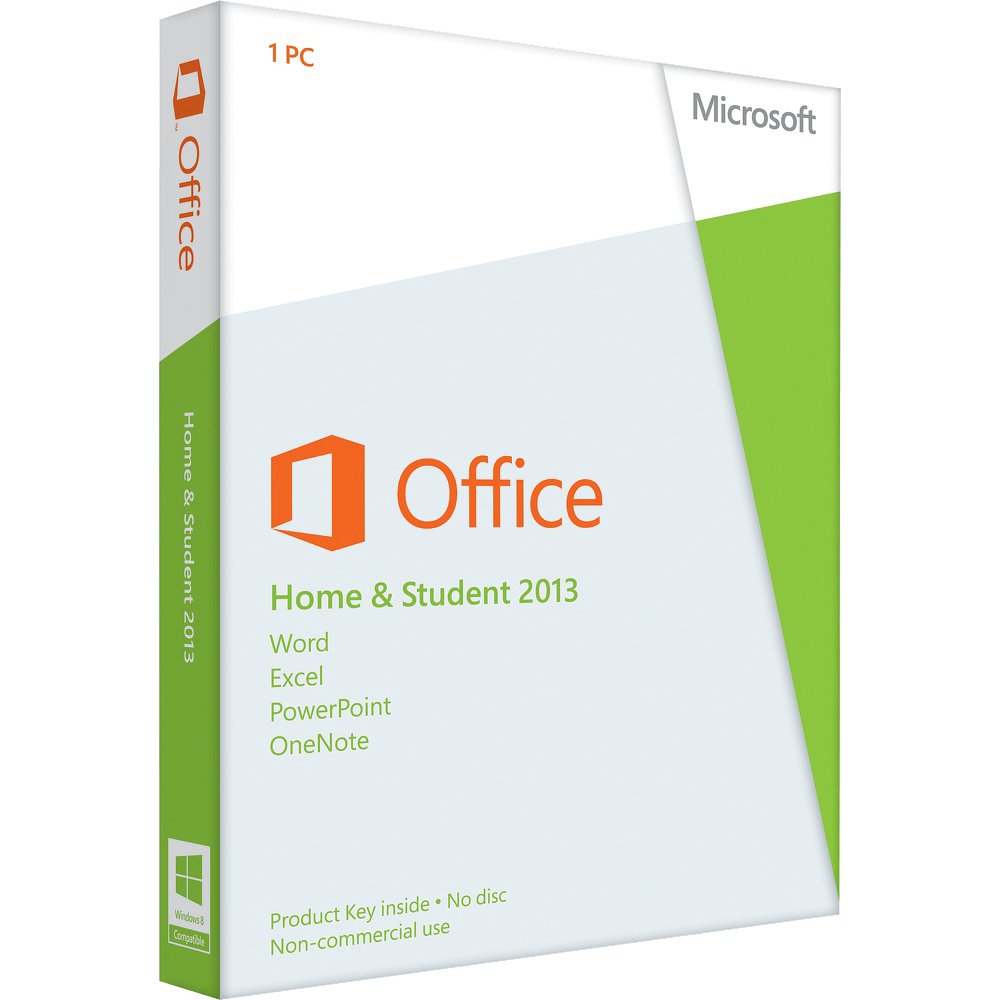 1 PC
Microsoft
Office
Home & Student 2013
Word
Excel
PowerPoint
OneNote
Product Key inside • No disc
Non-commercial use
™
Office
Home & Student 2013
Windows 8
Compatible